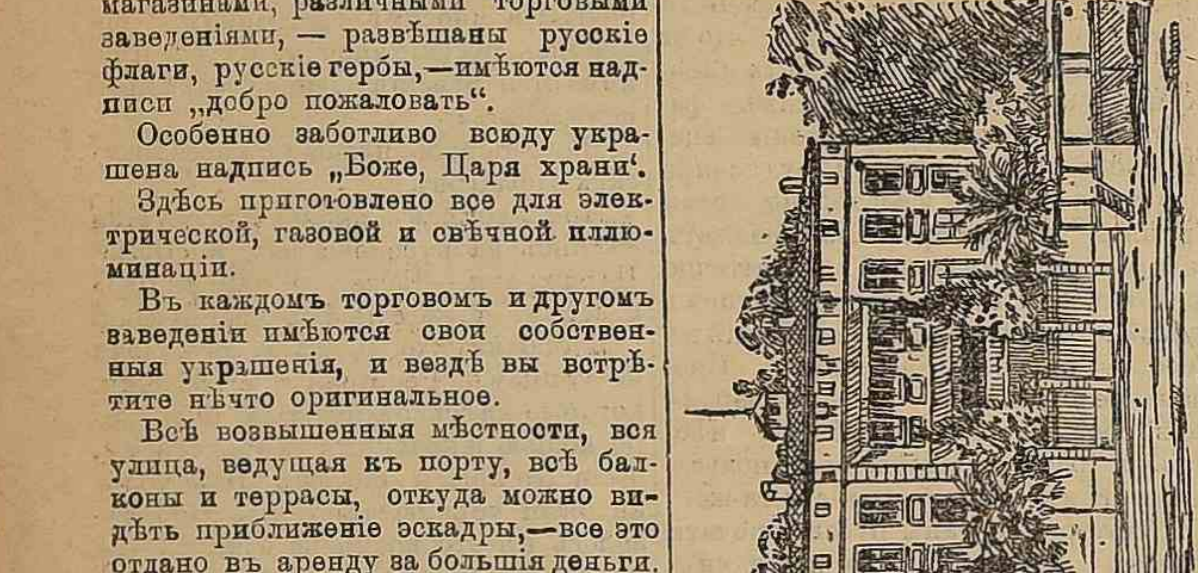 магазинами, различными торговыми
заведеніями, — развѣшаны русскіе
флаги, русскіе гербы,—имѣются над-
писи „добро пожаловать“.
Особенно заботливо всюду укра-
шена надпись „Боже, Царя храни‘.
Здѣсь приготовлено все для элек-
трической, газовой и свѣчной иллю-
минаціи.
Въ каждомъ торговомъ и другомъ
заведеніи имѣются свои собствен-
ныя украшенія, и вездѣ вы встрѣ-
тите нѣчто оригинальное.
Всѣ возвышенныя мѣстности, вся
улица, ведущая къ порту, всѣ бал-
коны и террасы, откуда можно ви-
дѣть приближеніе эскадры,—все это
отдано въ аренду за большія деньги.